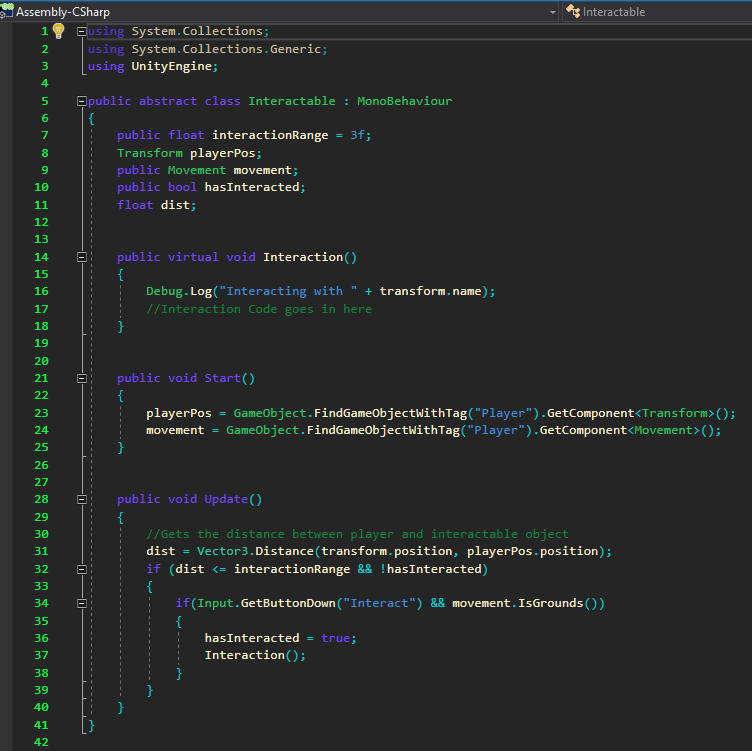 Assembly-CSharp Interactable
1 using System.Collections;
2 using System.Collections.Generic;
3 using UnityEngine;
4
5 public abstract class Interactable : MonoBehaviour
6 {
7 public float interactionRange = 3f;
8 Transform playerPos;
9 public Movement movement;
10 public bool hasInteracted;
11 float dist;
12
13
14 public virtual void Interaction()
15 {
16 Debug.Log("Interacting with " + transform.name);
17 //Interaction Code goes in here
18 }
19
20
21 public void Start()
22 {
23 playerPos = GameObject.FindGameObjectWithTag("Player").GetComponent<Transform>();
24 movement = GameObject.FindGameObjectWithTag("Player").GetComponent<Movement>();
25 }
26
27
28 public void Update()
29 {
30 //Gets the distance between player and interactable object
31 dist = Vector3.Distance(transform.position, playerPos.position);
32 if (dist <= interactionRange && !hasInteracted)
33 {
34 if(Input.GetButtonDown("Interact") && movement.IsGrounds())
35 {
36 hasInteracted = true;
37 Interaction();
38 }
39 }
40 }
41 }
42